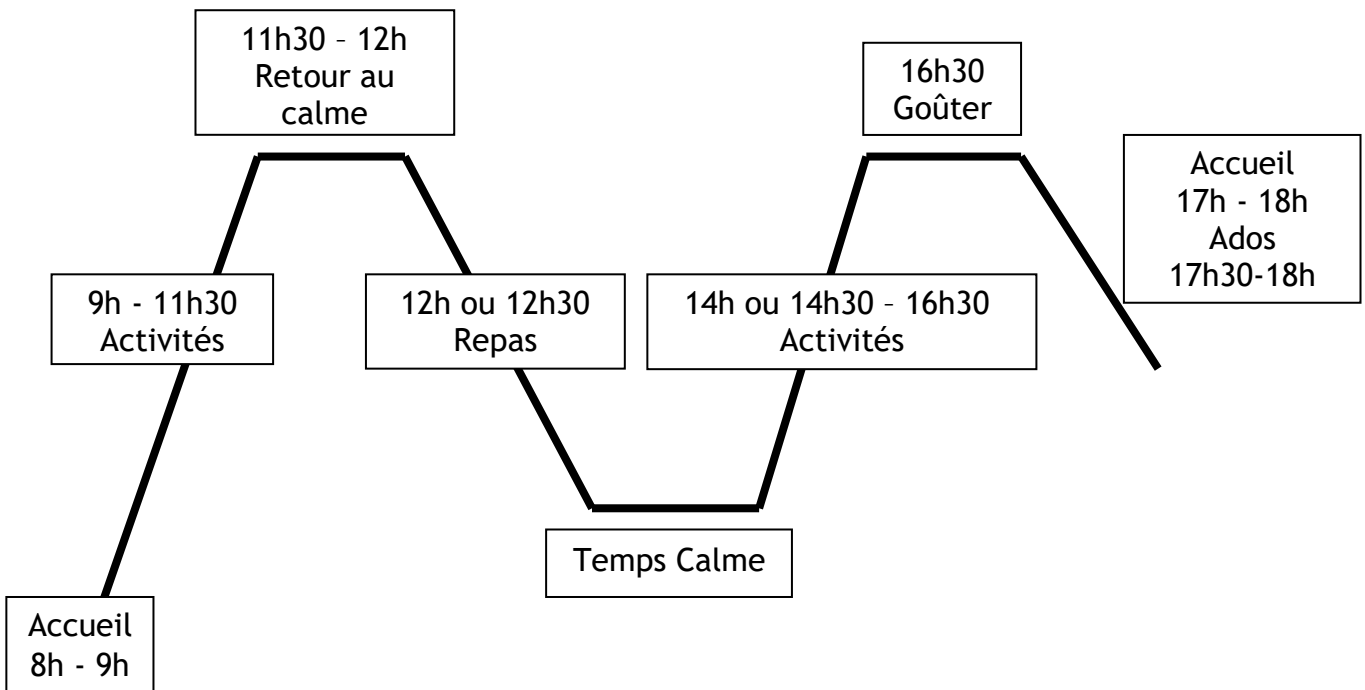 11h30 – 12h
Retour au
calme
16h30
Goûter
Accueil
17h - 18h
Ados
17h30-18h
9h - 11h30
Activités
12h ou 12h30
Repas
14h ou 14h30 – 16h30
Activités
Temps Calme
Accueil
8h - 9h